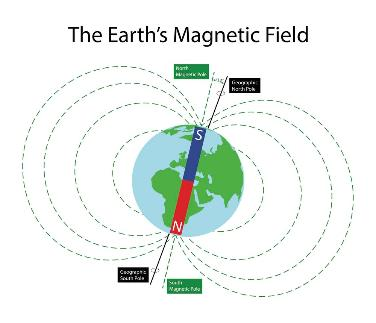 The Earth's Magnetic Field
North
Magnetic Pole
Geographic
North Pole
S
N
Geographic
South Pole
South
Magnetic Pole